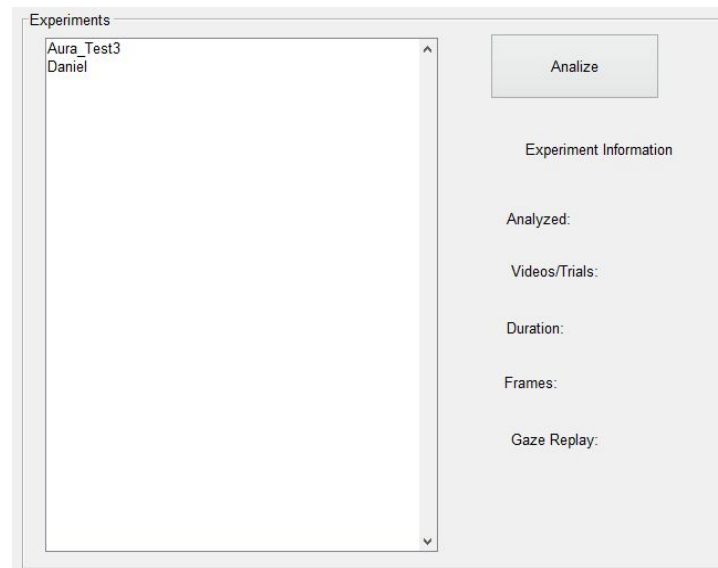 Experiments
Aura_Test3
Daniel
Analize
Experiment Information
Analyzed:
Videos/Trials:
Duration:
Frames:
Gaze Replay: